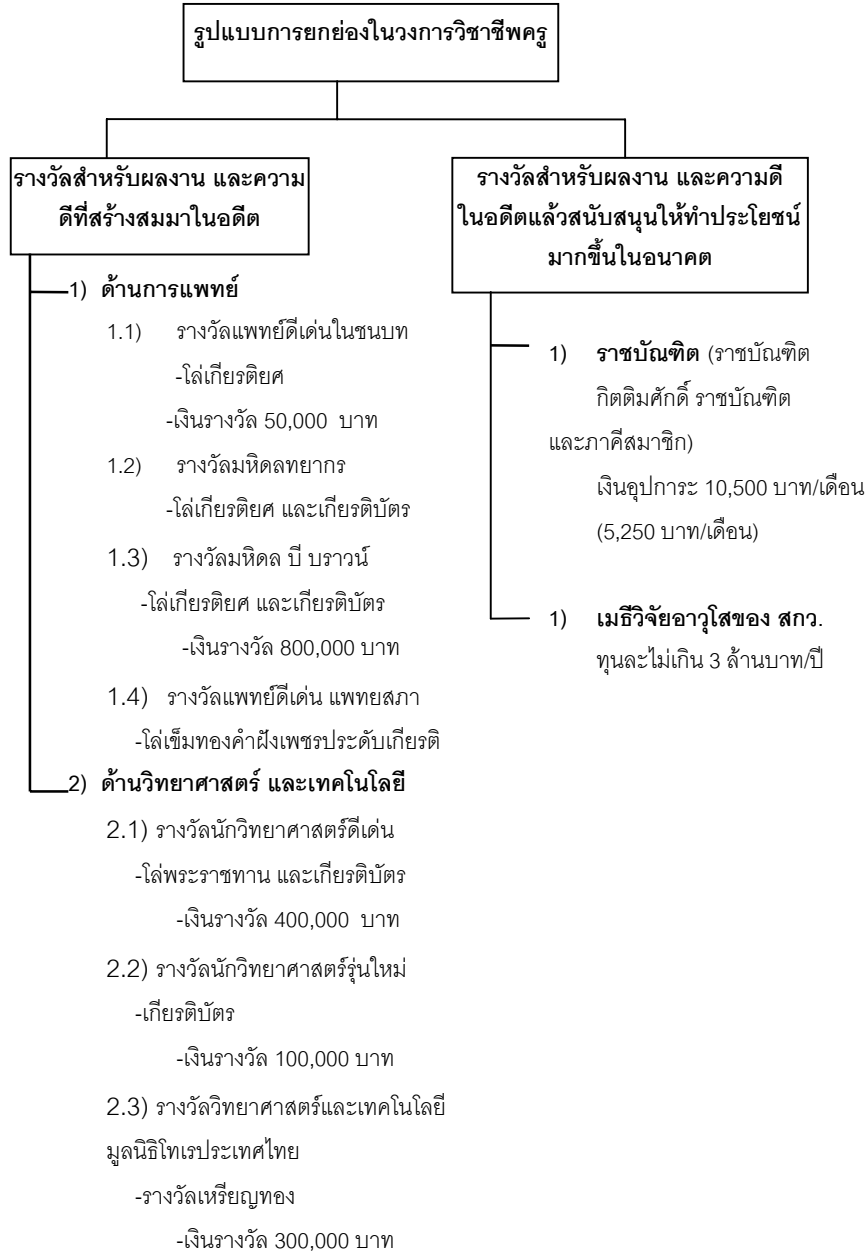 รูปแบบการยกย่องในวงการวิชาชีพครู
รางวัลสำหรับผลงาน และความ
ดีที่สร้างสมมาในอดีต
1) ด้านการแพทย์
1.1) รางวัลแพทย์ดีเด่นในชนบท
-โล่เกียรติยศ
-เงินรางวัล 50,000 บาท
1.2) รางวัลมหิดลทยากร
-โล่เกียรติยศ และเกียรติบัตร
1.3) รางวัลมหิดล บี บราวน์
-โล่เกียรติยศ และเกียรติบัตร
-เงินรางวัล 800,000 บาท
1.4) รางวัลแพทย์ดีเด่น แพทยสภา
-โล่เข็มทองคำฝังเพชรประดับเกียรติ
2) ด้านวิทยาศาสตร์ และเทคโนโลยี
2.1) รางวัลนักวิทยาศาสตร์ดีเด่น
-โล่พระราชทาน และเกียรติบัตร
-เงินรางวัล 400,000 บาท
2.2) รางวัลนักวิทยาศาสตร์รุ่นใหม่
-เกียรติบัตร
-เงินรางวัล 100,000 บาท
2.3) รางวัลวิทยาศาสตร์และเทคโนโลยี
มูลนิธิโทเรประเทศไทย
-รางวัลเหรียญทอง
-เงินรางวัล 300,000 บาท
รางวัลสำหรับผลงาน และความดี
ในอดีตแล้วสนับสนุนให้ทำประโยชน์
มากขึ้นในอนาคต
1) ราชบัณฑิต (ราชบัณฑิต
กิตติมศักดิ์ ราชบัณฑิต
และภาคีสมาชิก)
เงินอุปการะ 10,500 บาท/เดือน
(5,250 บาท/เดือน)
1) เมธีวิจัยอาวุโสของ สกว.
ทุนละไม่เกิน 3 ล้านบาท/ปี